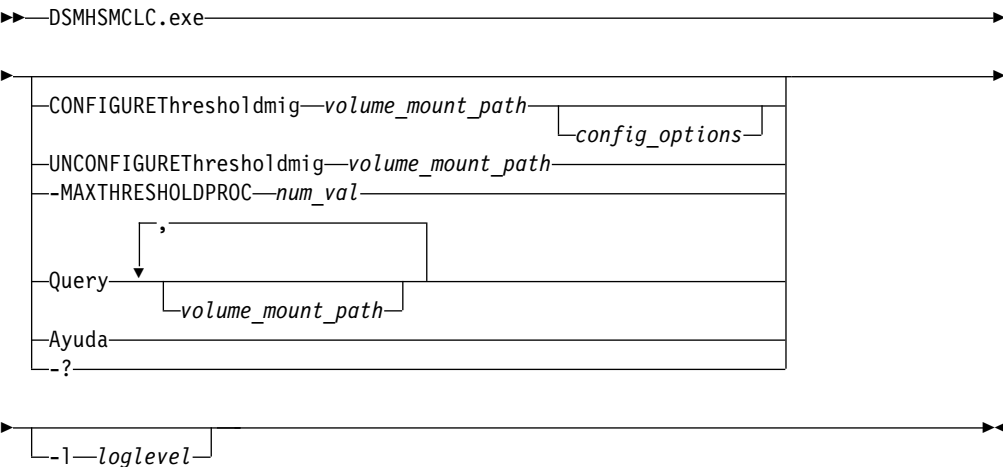 DSMHSMCLC.exe
CONFIGUREThresholdmig volume_mount_path
config_options
UNCONFIGUREThresholdmig volume_mount_path
-MAXTHRESHOLDPROC num_val
,
Query
volume_mount_path
Ayuda
-?
-l loglevel